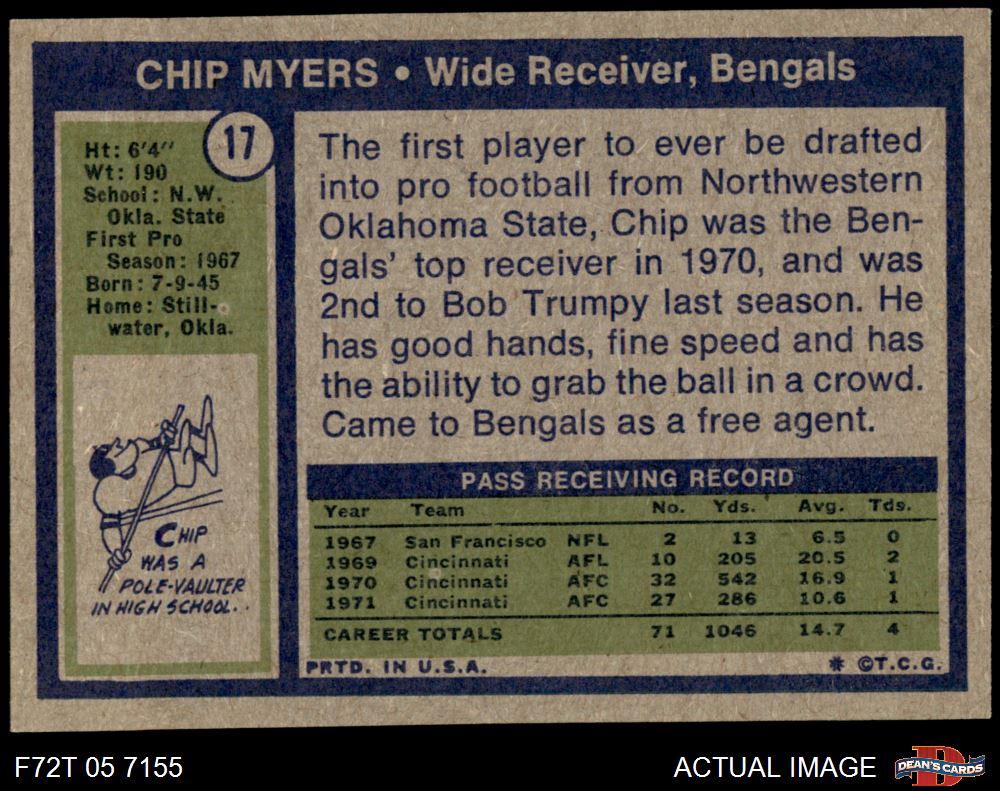 CHIP MYERS • Wide Receiver, Bengals
17
Ht: 6'4"
Wt: 190
School: N.W.
Okla. State
First Pro
Season: 1967
Born: 7-9-45
Home: Still-
water, Okla.
CHIP
WAS A
POLE-VAULTER
IN HIGH SCHOOL..
The first player to ever be drafted
into pro football from Northwestern
Oklahoma State, Chip was the Ben-
gals' top receiver in 1970, and was
2nd to Bob Trumpy last season. He
has good hands, fine speed and has
the ability to grab the ball in a crowd.
Came to Bengals as a free agent.
PASS RECEIVING RECORD
Year Team No. Yds. Avg. Tds.
1967 San Francisco NFL 2 13 6.5 0
1969 Cincinnati AFL 10 205 20.5 2
1970 Cincinnati AFC 32 542 16.9 1
1971 Cincinnati AFC 27 286 10.6 1
CAREER TOTALS 71 1046 14.7 4
PRTD. IN U.S.A. * ©T.C.G.
F72T 05 7155 ACTUAL IMAGE
DEAN'S CARDS